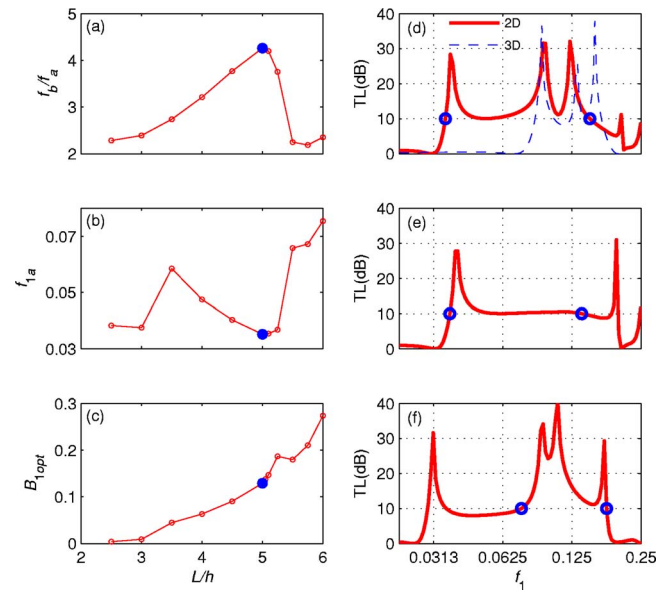 (a)
f_b/f_a
5
4
3
2
(b)
f_1a
0.07
0.05
0.03
(c)
B_1opt
0.3
0.2
0.1
0
2 3 4 5 6
L/h
(d)
2D
3D
TL(dB)
40
30
20
10
0
(e)
TL(dB)
40
30
20
10
0
(f)
TL(dB)
40
30
20
10
0
0.0313 0.0625 0.125 0.25
f_1